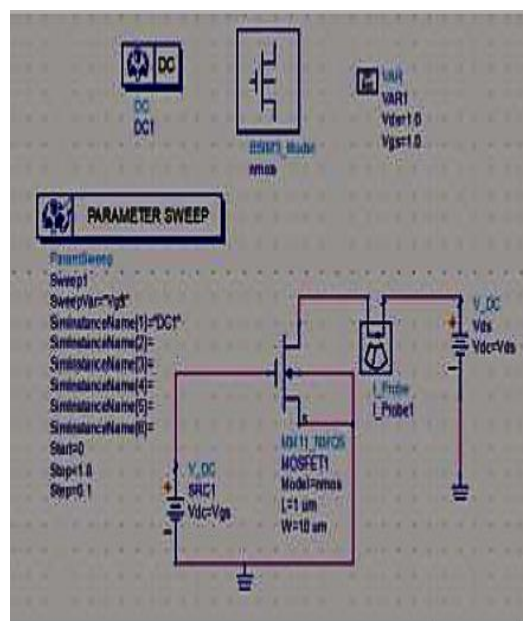 DC
DC
DC1
BSIM3_Model
nmos
VAR
VAR1
Vds=1.0
Vgs=1.0
PARAMETER SWEEP
ParamSweep
Sweep1
SweepVar="Vgs"
SimInstanceName[1]="DC1"
SimInstanceName[2]=
SimInstanceName[3]=
SimInstanceName[4]=
SimInstanceName[5]=
SimInstanceName[6]=
Start=0
Stop=1.8
Step=0.1
V_DC
SRC1
Vdc=Vgs
MOSFET1
Model=nmos
L=1 um
I_Probe
I_Probe1
V_DC
Vds
Vdc=Vds